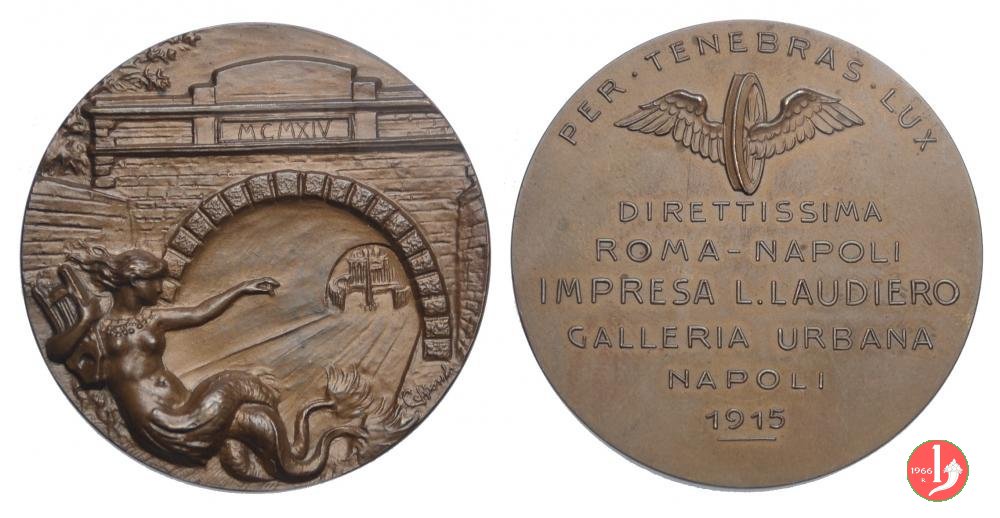 MCMXIV
PER · TENEBRAS · LUX
DIRETTISSIMA
ROMA-NAPOLI
IMPRESA L. LAUDIERO
GALLERIA URBANA
NAPOLI
1915
1966